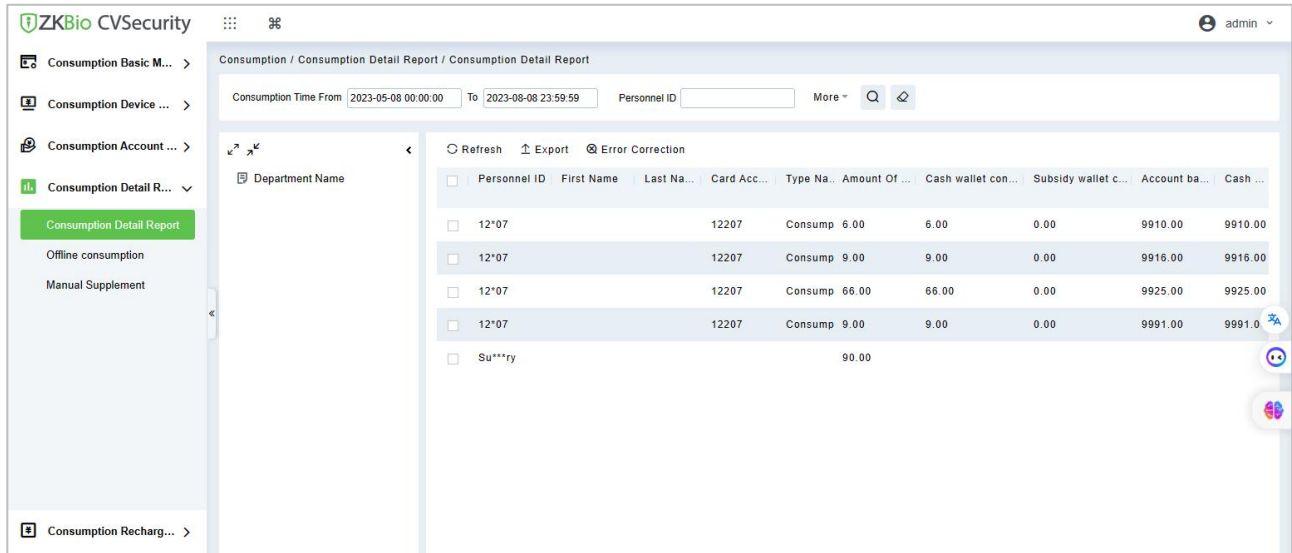 ZKBio CVSecurity
admin
Consumption Basic M...
Consumption Device ...
Consumption Account ...
Consumption Detail R...
Consumption Detail Report
Offline consumption
Manual Supplement
Consumption Recharg...
Consumption / Consumption Detail Report / Consumption Detail Report
Consumption Time From 2023-05-08 00:00:00 To 2023-08-08 23:59:59 Personnel ID More
Department Name
Refresh Export Error Correction
Personnel ID First Name Last Na... Card Acc... Type Na.. Amount Of ... Cash wallet con... Subsidy wallet c... Account ba... Cash ...
12*07 12207 Consump 6.00 6.00 0.00 9910.00 9910.00
12*07 12207 Consump 9.00 9.00 0.00 9916.00 9916.00
12*07 12207 Consump 66.00 66.00 0.00 9925.00 9925.00
12*07 12207 Consump 9.00 9.00 0.00 9991.00 9991.0
Su***ry 90.00